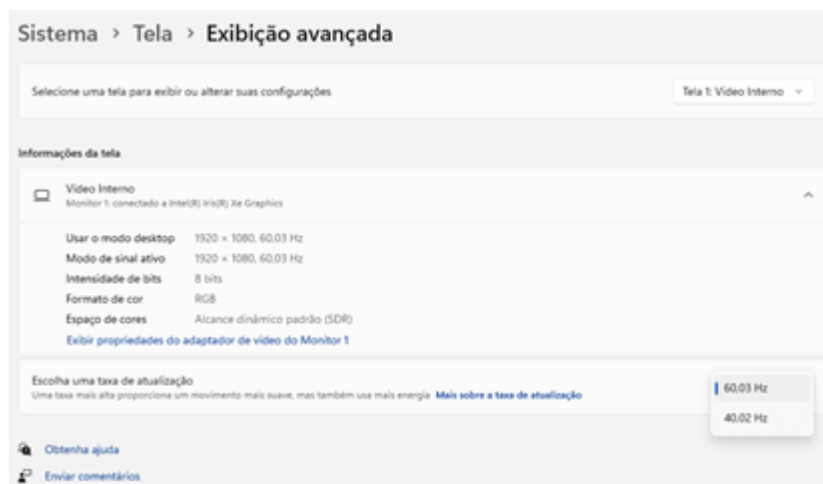 Sistema > Tela > Exibição avançada
Selecione uma tela para exibir ou alterar suas configurações
Tela 1: Vídeo Interno
Informações da tela
Vídeo Interno
Monitor 1: conectado a Intel(R) Iris(R) Xe Graphics
Usar o modo desktop 1920 × 1080, 60,03 Hz
Modo de sinal ativo 1920 × 1080, 60,03 Hz
Intensidade de bits 8 bits
Formato de cor RGB
Espaço de cores Alcance dinâmico padrão (SDR)
Exibir propriedades do adaptador de vídeo do Monitor 1
Escolha uma taxa de atualização
Uma taxa mais alta proporciona um movimento mais suave, mas também usa mais energia Mais sobre a taxa de atualização
60,03 Hz
40,02 Hz
Obtenha ajuda
Enviar comentários